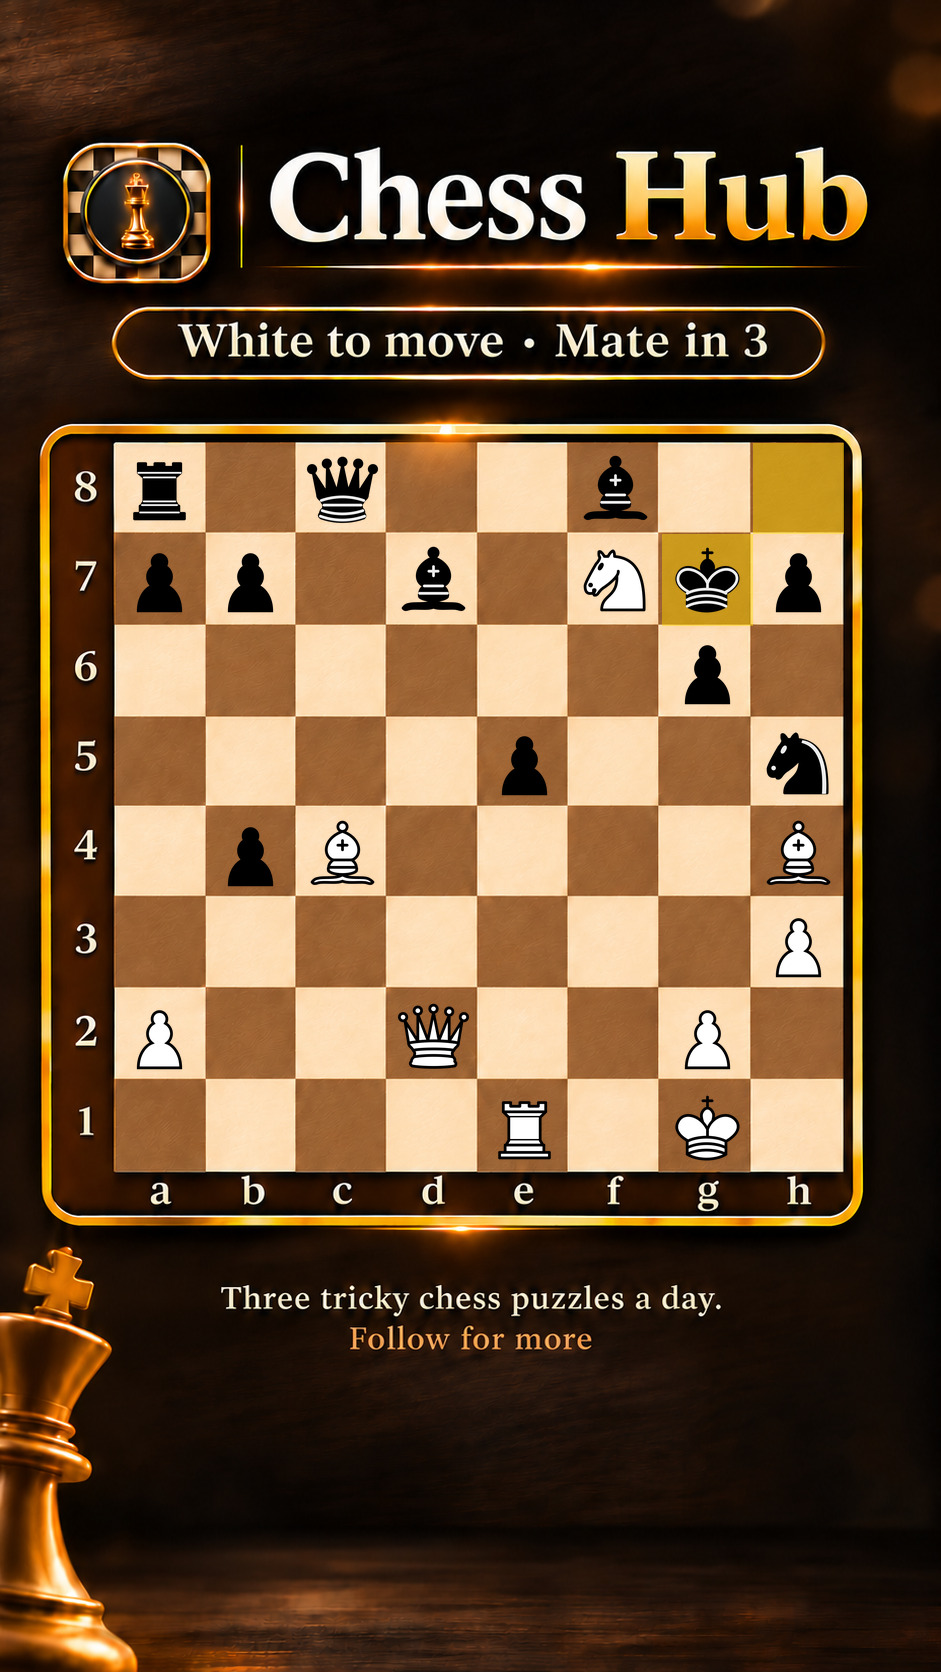 Chess Hub
White to move • Mate in 3
8
7
6
5
4
3
2
1
a b c d e f g h
Three tricky chess puzzles a day.
Follow for more